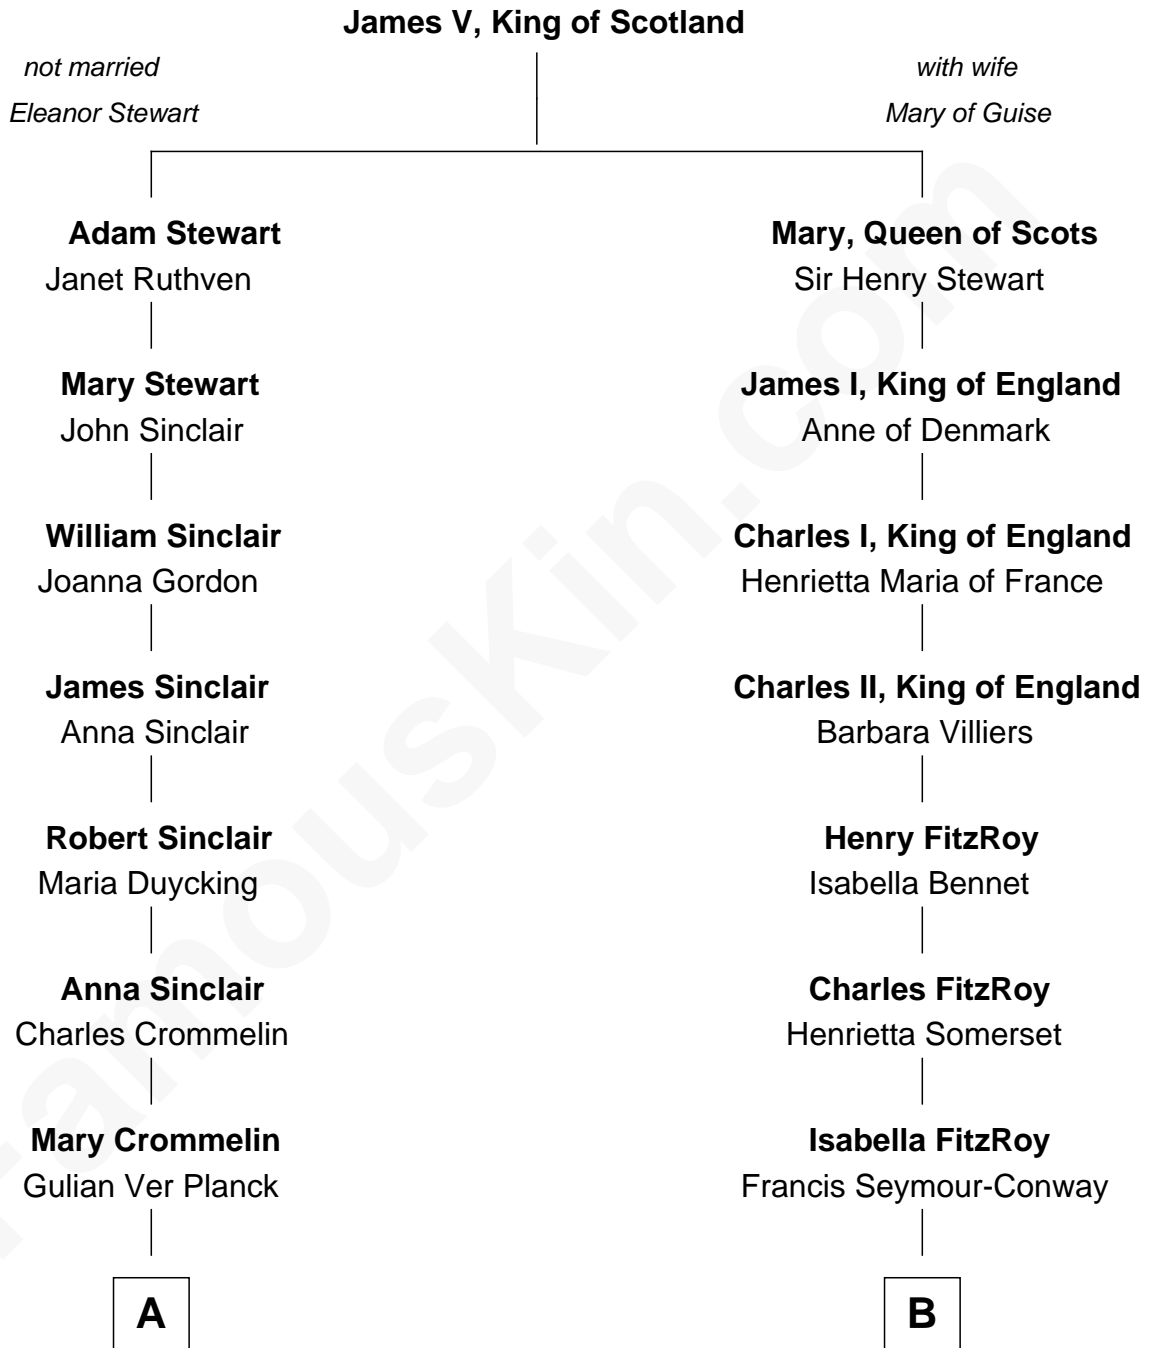 James V, King of Scotland
not married
with wife
Eleanor Stewart
Mary of Guise
Adam Stewart
Janet Ruthven
Mary, Queen of Scots
Sir Henry Stewart
Mary Stewart
John Sinclair
James I, King of England
Anne of Denmark
William Sinclair
Joanna Gordon
Charles I, King of England
Henrietta Maria of France
James Sinclair
Anna Sinclair
Charles II, King of England
Barbara Villiers
Robert Sinclair
Maria Duycking
Henry FitzRoy
Isabella Bennet
Anna Sinclair
Charles Crommelin
Charles FitzRoy
Henrietta Somerset
Mary Crommelin
Gulian Ver Planck
Isabella FitzRoy
Francis Seymour-Conway
A
B
FamousKin.com